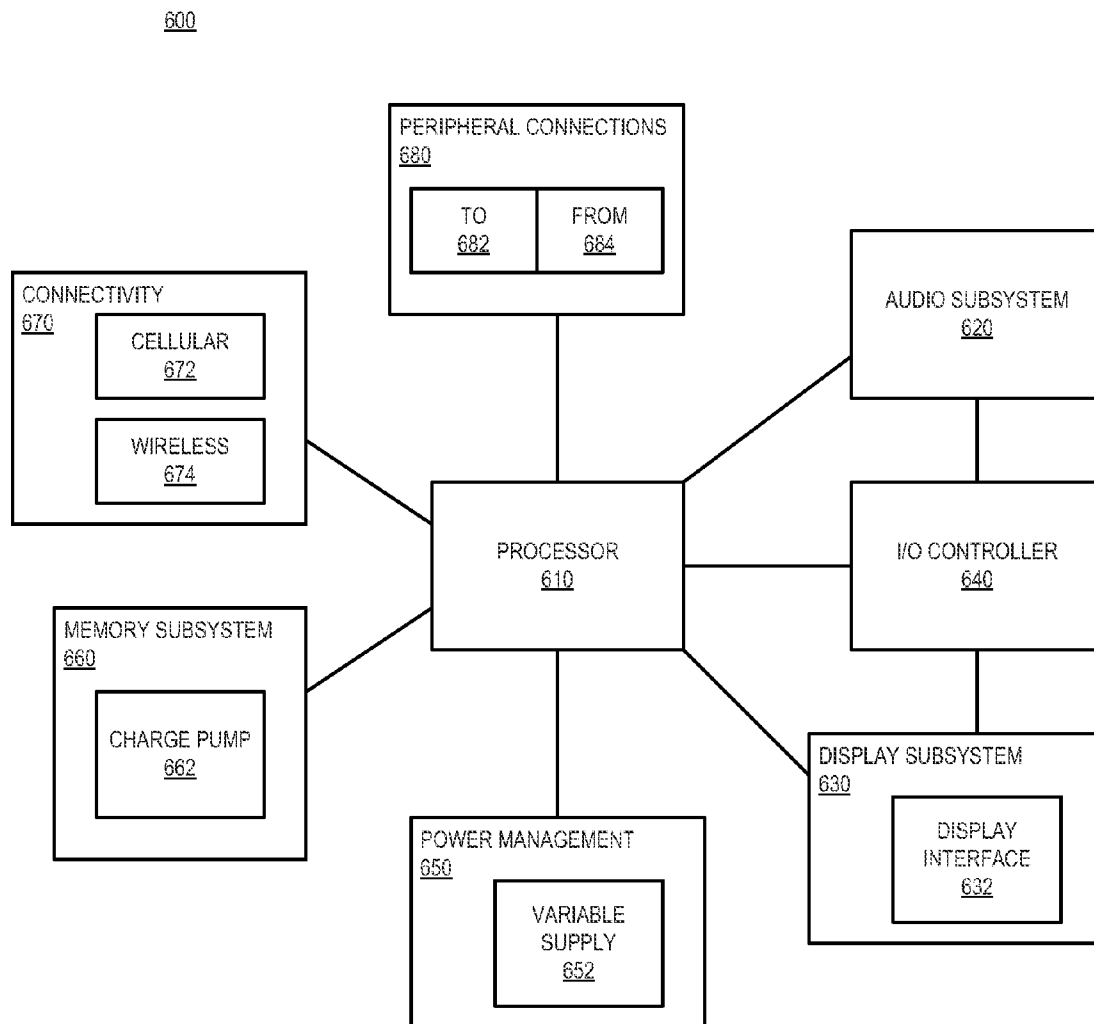 600
PERIPHERAL CONNECTIONS
680
TO
682
FROM
684
CONNECTIVITY
670
CELLULAR
672
WIRELESS
674
AUDIO SUBSYSTEM
620
PROCESSOR
610
I/O CONTROLLER
640
MEMORY SUBSYSTEM
660
CHARGE PUMP
662
POWER MANAGEMENT
650
VARIABLE
SUPPLY
652
DISPLAY SUBSYSTEM
630
DISPLAY
INTERFACE
632